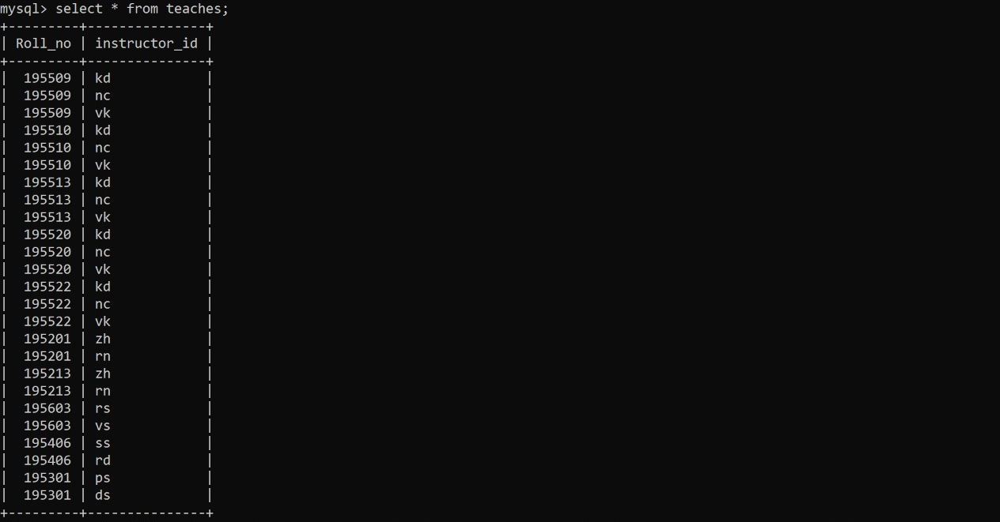 mysql> select * from teaches;
+---------+---------------+
| Roll_no | instructor_id |
+---------+---------------+
|  195509 | kd            |
|  195509 | nc            |
|  195509 | vk            |
|  195510 | kd            |
|  195510 | nc            |
|  195510 | vk            |
|  195513 | kd            |
|  195513 | nc            |
|  195513 | vk            |
|  195520 | kd            |
|  195520 | nc            |
|  195520 | vk            |
|  195522 | kd            |
|  195522 | nc            |
|  195522 | vk            |
|  195201 | zh            |
|  195201 | rn            |
|  195213 | zh            |
|  195213 | rn            |
|  195603 | rs            |
|  195603 | vs            |
|  195406 | ss            |
|  195406 | rd            |
|  195301 | ps            |
|  195301 | ds            |
+---------+---------------+